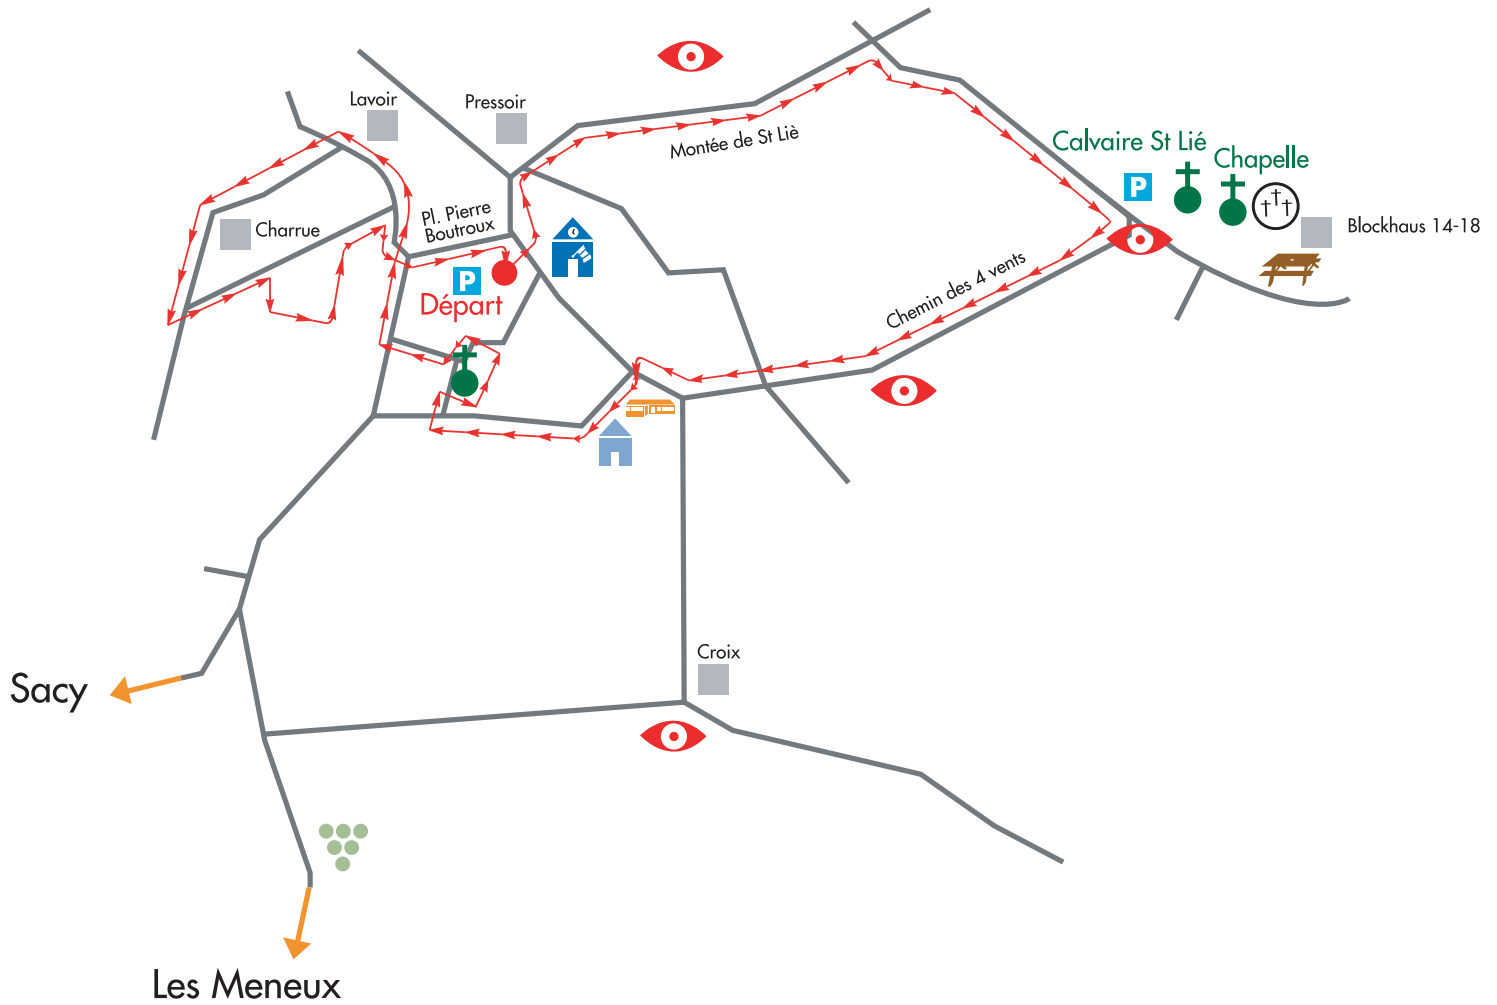 Lavoir
Pressoir
Montée de St Liè
Calvaire St Lié
Chapelle
P
Blockhaus 14-18
Charrue
Pl. Pierre
Boutroux
P
Départ
Chemin des 4 vents
Croix
Sacy
Les Meneux